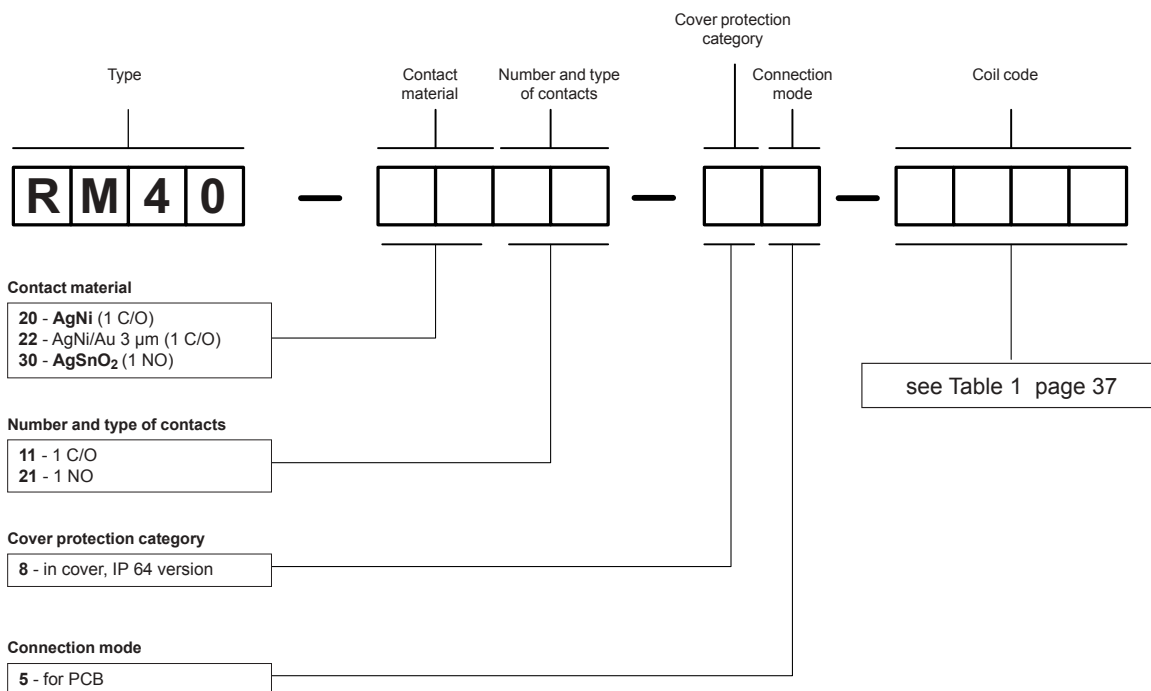 Cover protection
category
Type
Contact
material
Number and type
of contacts
Connection
mode
Coil code
RM40 – –  –
Contact material
20 - AgNi (1 C/O)
22 - AgNi/Au 3 µm (1 C/O)
30 - AgSnO₂ (1 NO)
see Table 1 page 37
Number and type of contacts
11 - 1 C/O
21 - 1 NO
Cover protection category
8 - in cover, IP 64 version
Connection mode
5 - for PCB